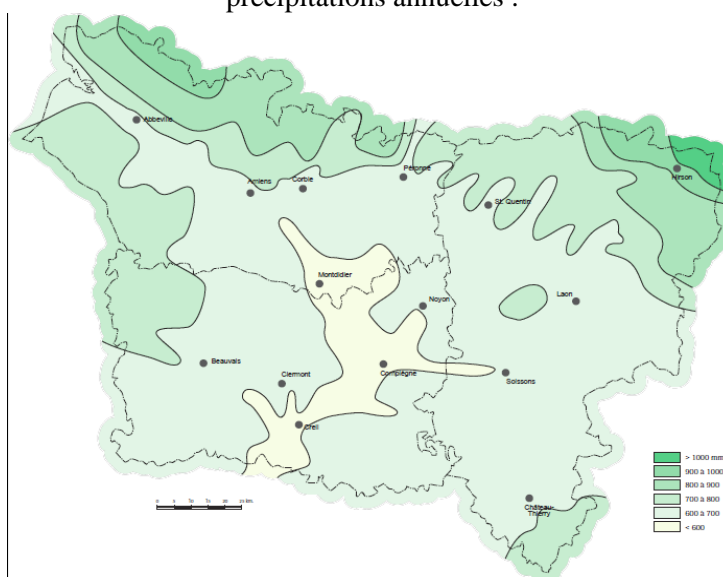 précipitations annuelles :
Abbeville
Amiens
Corbie
Péronne
St. Quentin
Hirson
Montdidier
Noyon
Laon
Beauvais
Clermont
Compiègne
Soissons
Creil
Château-
Thierry
> 1000 mm
900 à 1000
800 à 900
700 à 800
600 à 700
< 600